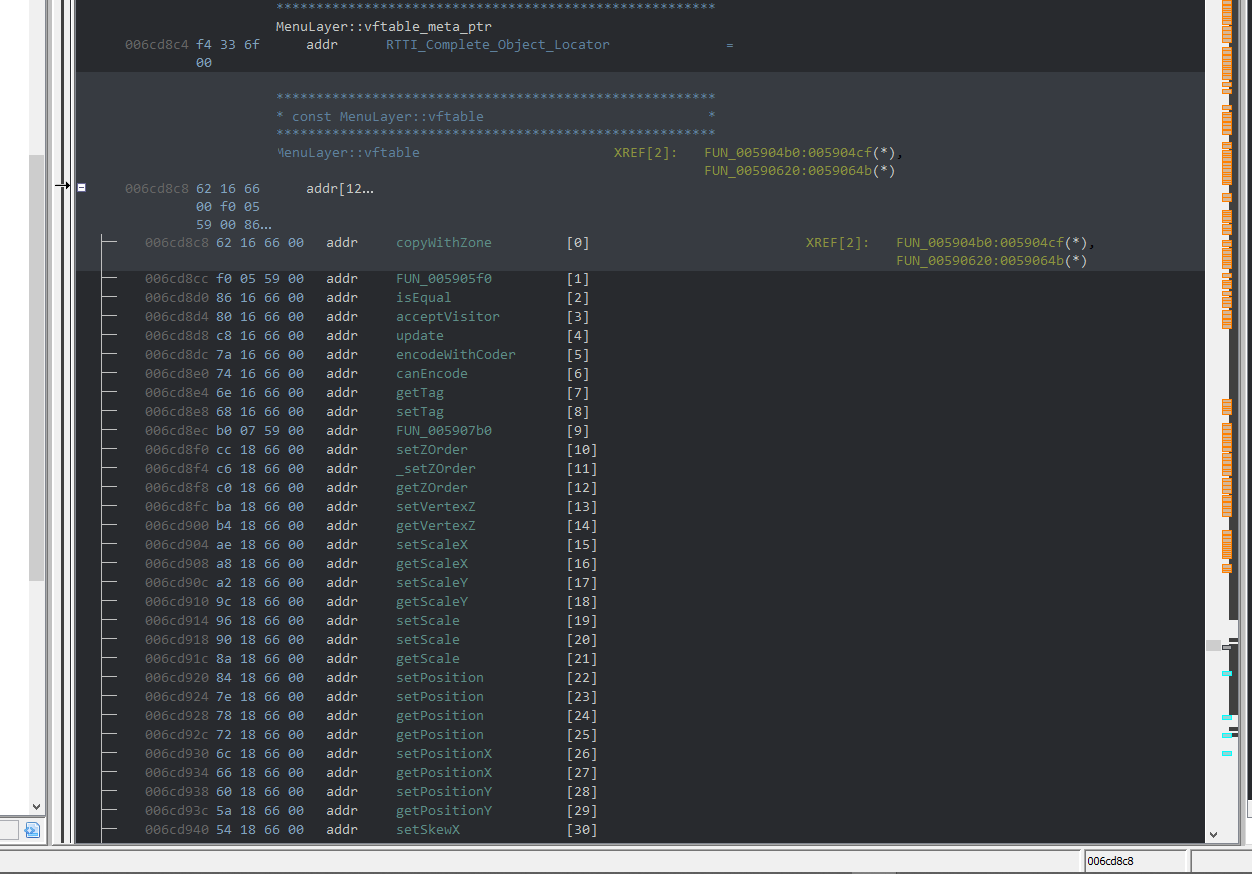 *******************************************************
MenuLayer::vftable_meta_ptr
006cd8c4 f4 33 6f addr RTTI_Complete_Object_Locator =
00
*******************************************************
* const MenuLayer::vftable *
*******************************************************
MenuLayer::vftable XREF[2]: FUN_005904b0:005904cf(*),
FUN_00590620:0059064b(*)
006cd8c8 62 16 66 addr[12...
00 f0 05
59 00 86...
006cd8c8 62 16 66 00 addr copyWithZone [0] XREF[2]: FUN_005904b0:005904cf(*),
FUN_00590620:0059064b(*)
006cd8cc f0 05 59 00 addr FUN_005905f0 [1]
006cd8d0 86 16 66 00 addr isEqual [2]
006cd8d4 80 16 66 00 addr acceptVisitor [3]
006cd8d8 c8 16 66 00 addr update [4]
006cd8dc 7a 16 66 00 addr encodeWithCoder [5]
006cd8e0 74 16 66 00 addr canEncode [6]
006cd8e4 6e 16 66 00 addr getTag [7]
006cd8e8 68 16 66 00 addr setTag [8]
006cd8ec b0 07 59 00 addr FUN_005907b0 [9]
006cd8f0 cc 18 66 00 addr setZOrder [10]
006cd8f4 c6 18 66 00 addr _setZOrder [11]
006cd8f8 c0 18 66 00 addr getZOrder [12]
006cd8fc ba 18 66 00 addr setVertexZ [13]
006cd900 b4 18 66 00 addr getVertexZ [14]
006cd904 ae 18 66 00 addr setScaleX [15]
006cd908 a8 18 66 00 addr getScaleX [16]
006cd90c a2 18 66 00 addr setScaleY [17]
006cd910 9c 18 66 00 addr getScaleY [18]
006cd914 96 18 66 00 addr setScale [19]
006cd918 90 18 66 00 addr setScale [20]
006cd91c 8a 18 66 00 addr getScale [21]
006cd920 84 18 66 00 addr setPosition [22]
006cd924 7e 18 66 00 addr setPosition [23]
006cd928 78 18 66 00 addr getPosition [24]
006cd92c 72 18 66 00 addr getPosition [25]
006cd930 6c 18 66 00 addr setPositionX [26]
006cd934 66 18 66 00 addr getPositionX [27]
006cd938 60 18 66 00 addr setPositionY [28]
006cd93c 5a 18 66 00 addr getPositionY [29]
006cd940 54 18 66 00 addr setSkewX [30]
006cd8c8